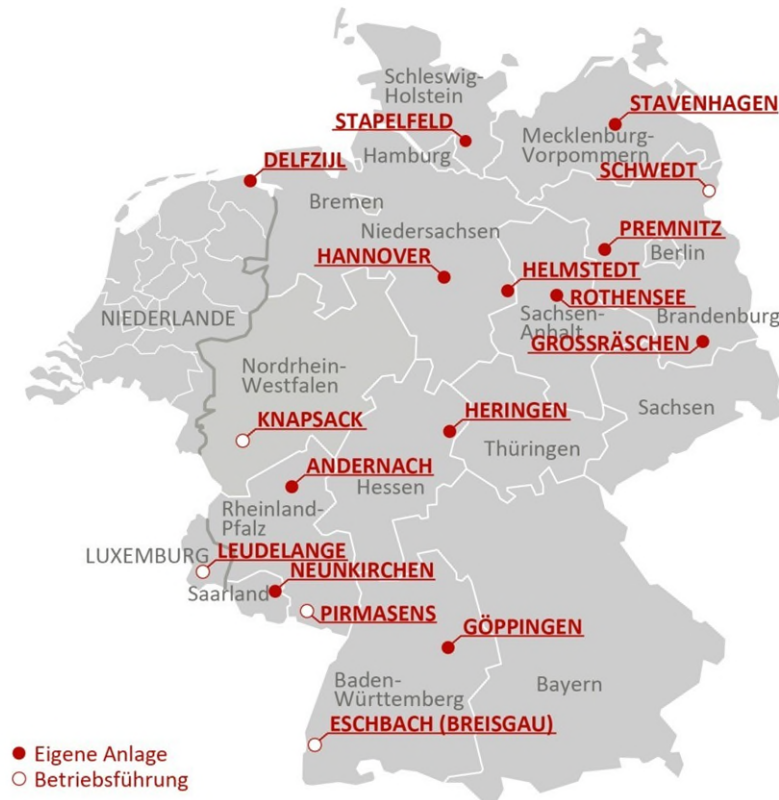 Schleswig-
Holstein
STAVENHAGEN
STAPELFELD
Mecklenburg-
Vorpommern
Hamburg
DELFZIJL
SCHWEDT
Bremen
Niedersachsen
PREMNITZ
Berlin
HANNOVER
HELMSTEDT
ROTHENSEE
NIEDERLANDE
Sachsen-
Anhalt
Brandenburg
GROSSRÄSCHEN
Nordrhein-
Westfalen
Sachsen
KNAPSACK
HERINGEN
Thüringen
ANDERNACH
Hessen
Rheinland-
Pfalz
LUXEMBURG
LEUDELANGE
NEUNKIRCHEN
Saarland
PIRMASENS
GÖPPINGEN
Baden-
Württemberg
Bayern
ESCHBACH (BREISGAU)
Eigene Anlage
Betriebsführung